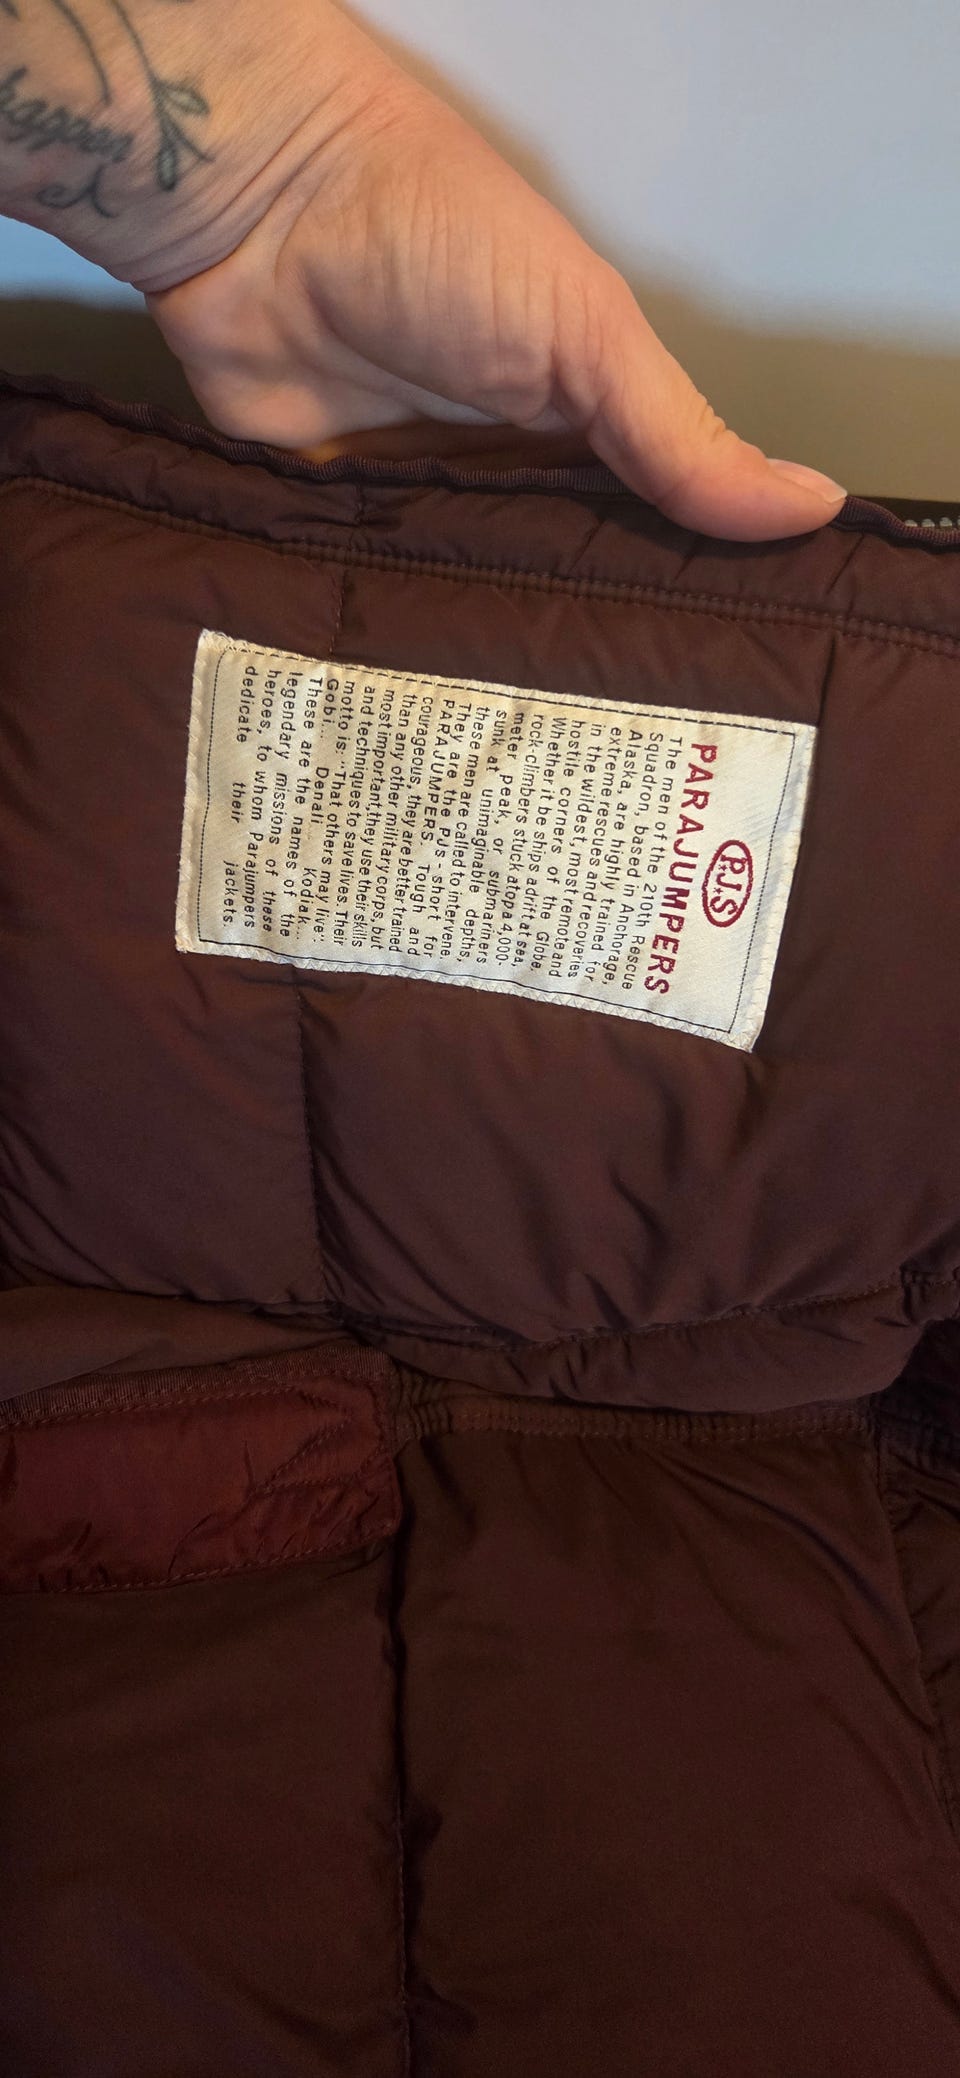 happen
P.J.S
PARAJUMPERS
The men of the 210th Rescue
Squadron, based in Anchorage,
Alaska, are highly trained for
extreme rescues and recoveries
in the wildest, most remote and
hostile corners of the Globe.
Whether it be ships adrift at sea,
rock-climbers stuck atop a 4,000-
meter peak, or submariners
sunk at unimaginable depths,
these men are called to intervene.
They are the PJs - short for
PARAJUMPERS. Tough and
courageous, they are better trained
than any other military corps, but
most important, they use their skills
and techniques to save lives. Their
motto is: "That others may live".
Gobi... Denali... Kodiak...
These are the names of the
legendary missions of these
heroes, to whom Parajumpers
dedicate their jackets.